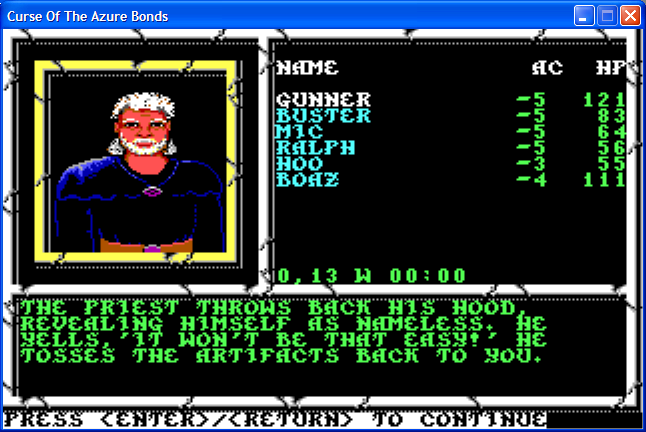 Curse Of The Azure Bonds
NAME AC HP
GUNNER -5 121
BUSTER -5 83
MIC -5 64
RALPH -5 56
HOO -3 55
BOAZ -4 111
0,13 W 00:00
THE PRIEST THROWS BACK HIS HOOD,
REVEALING HIMSELF AS NAMELESS. HE
YELLS,'IT WON'T BE THAT EASY!' HE
TOSSES THE ARTIFACTS BACK TO YOU.
PRESS <ENTER>/<RETURN> TO CONTINUE